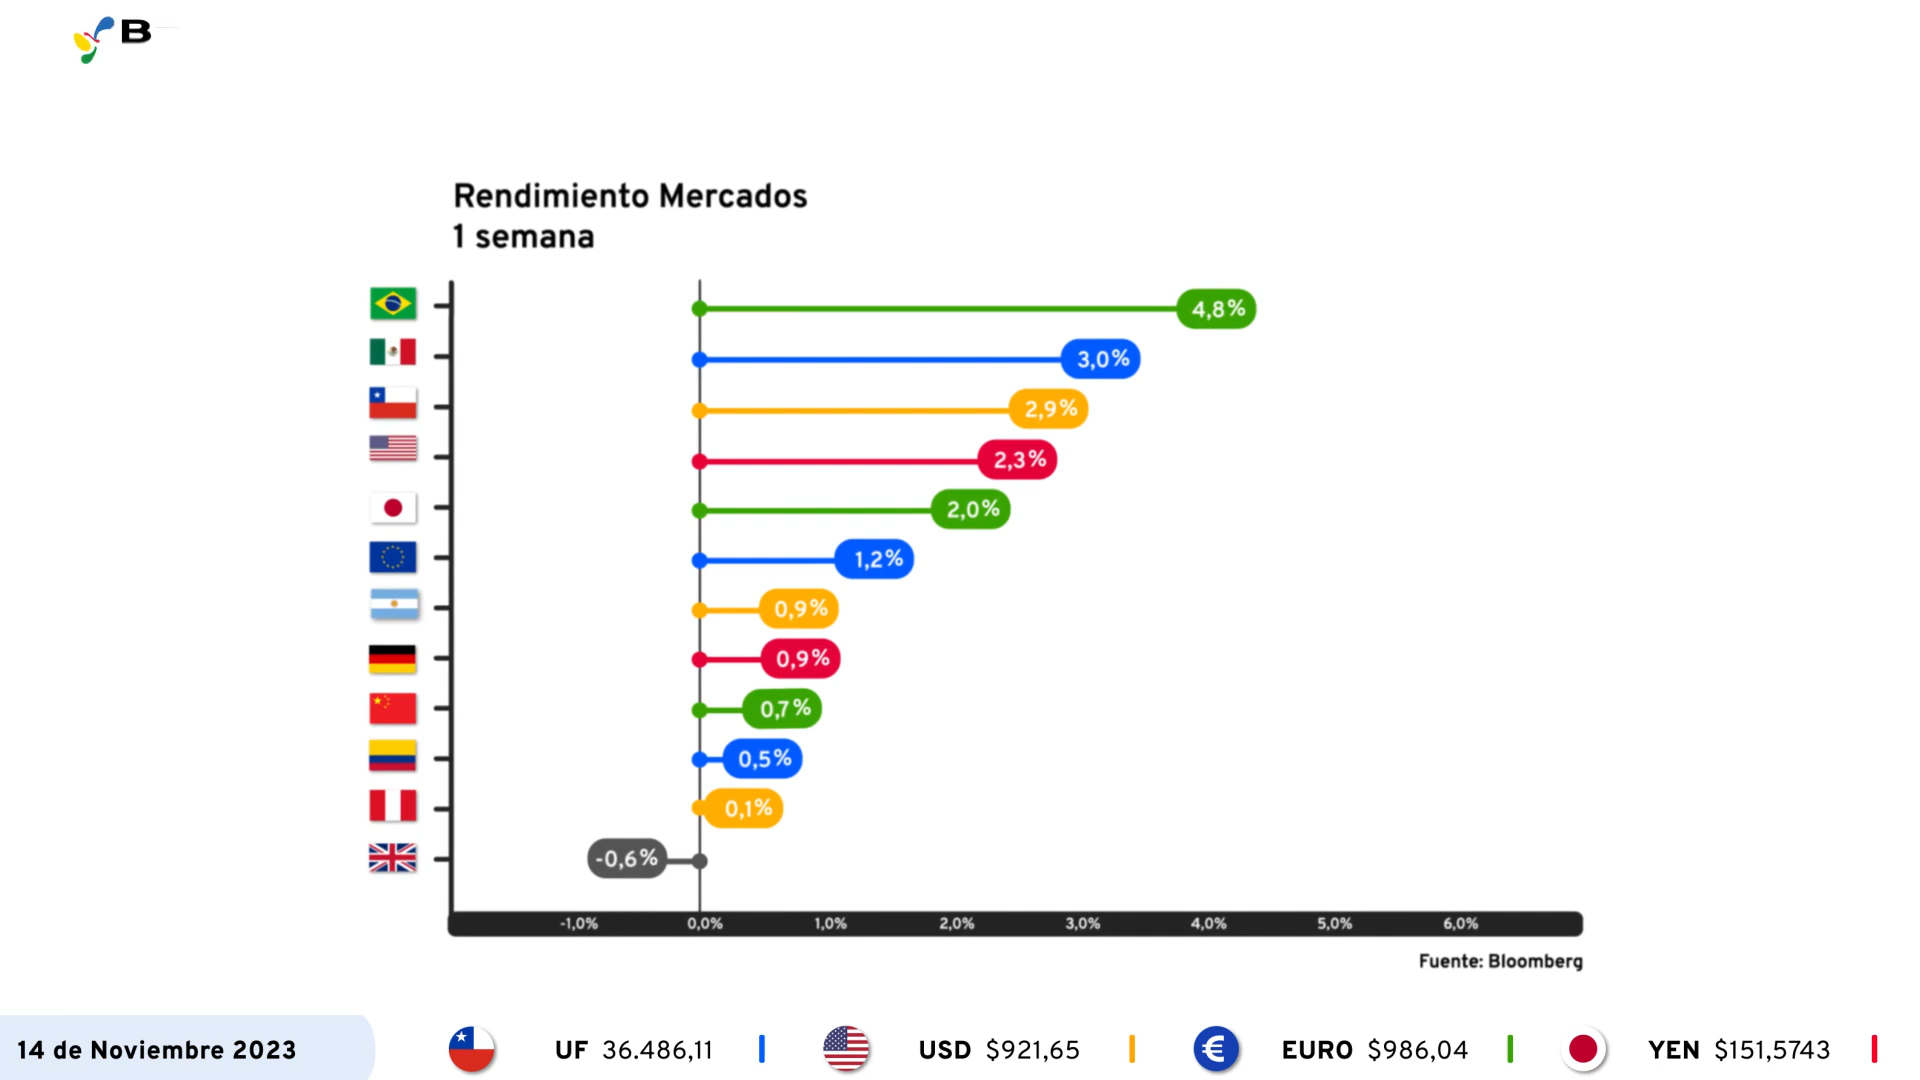 B
Rendimiento Mercados
1 semana
4,8%
3,0%
2,9%
2,3%
2,0%
1,2%
0,9%
0,9%
0,7%
0,5%
0,1%
-0,6%
-1,0% 0,0% 1,0% 2,0% 3,0% 4,0% 5,0% 6,0%
Fuente: Bloomberg
14 de Noviembre 2023 UF 36.486,11 USD $921,65 € EURO $986,04 YEN $151,5743